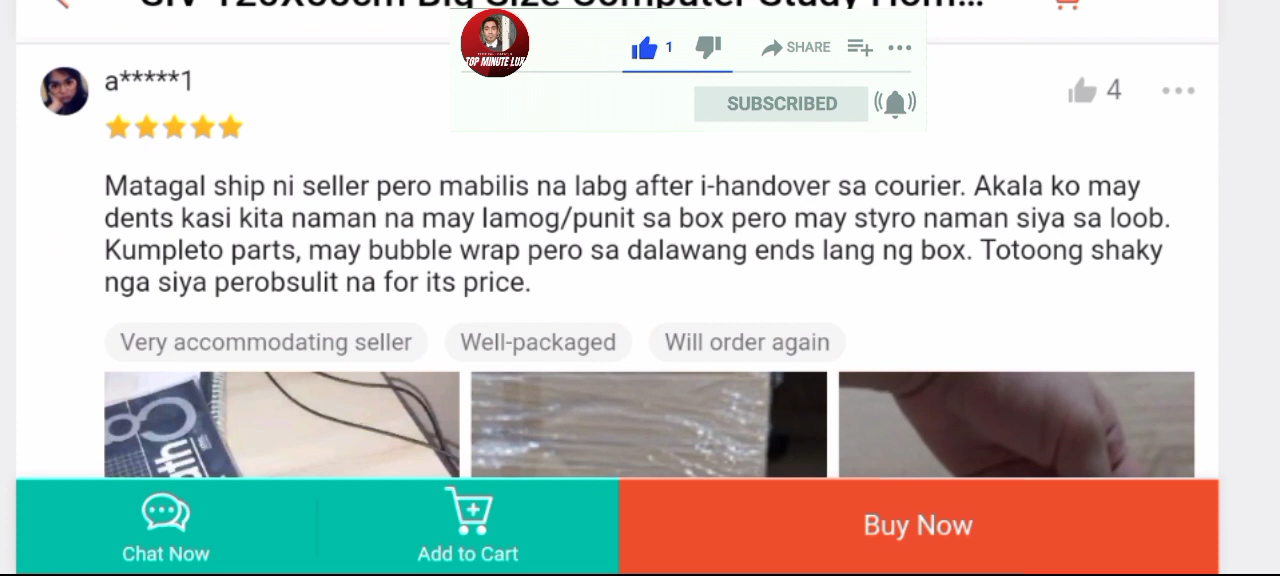 TOP MINUTE
1
SHARE
SUBSCRIBED
a*****1
4
Matagal ship ni seller pero mabilis na labg after i-handover sa courier. Akala ko may
dents kasi kita naman na may lamog/punit sa box pero may styro naman siya sa loob.
Kumpleto parts, may bubble wrap pero sa dalawang ends lang ng box. Totoong shaky
nga siya perobsulit na for its price.
Very accommodating seller
Well-packaged
Will order again
Chat Now
Add to Cart
Buy Now